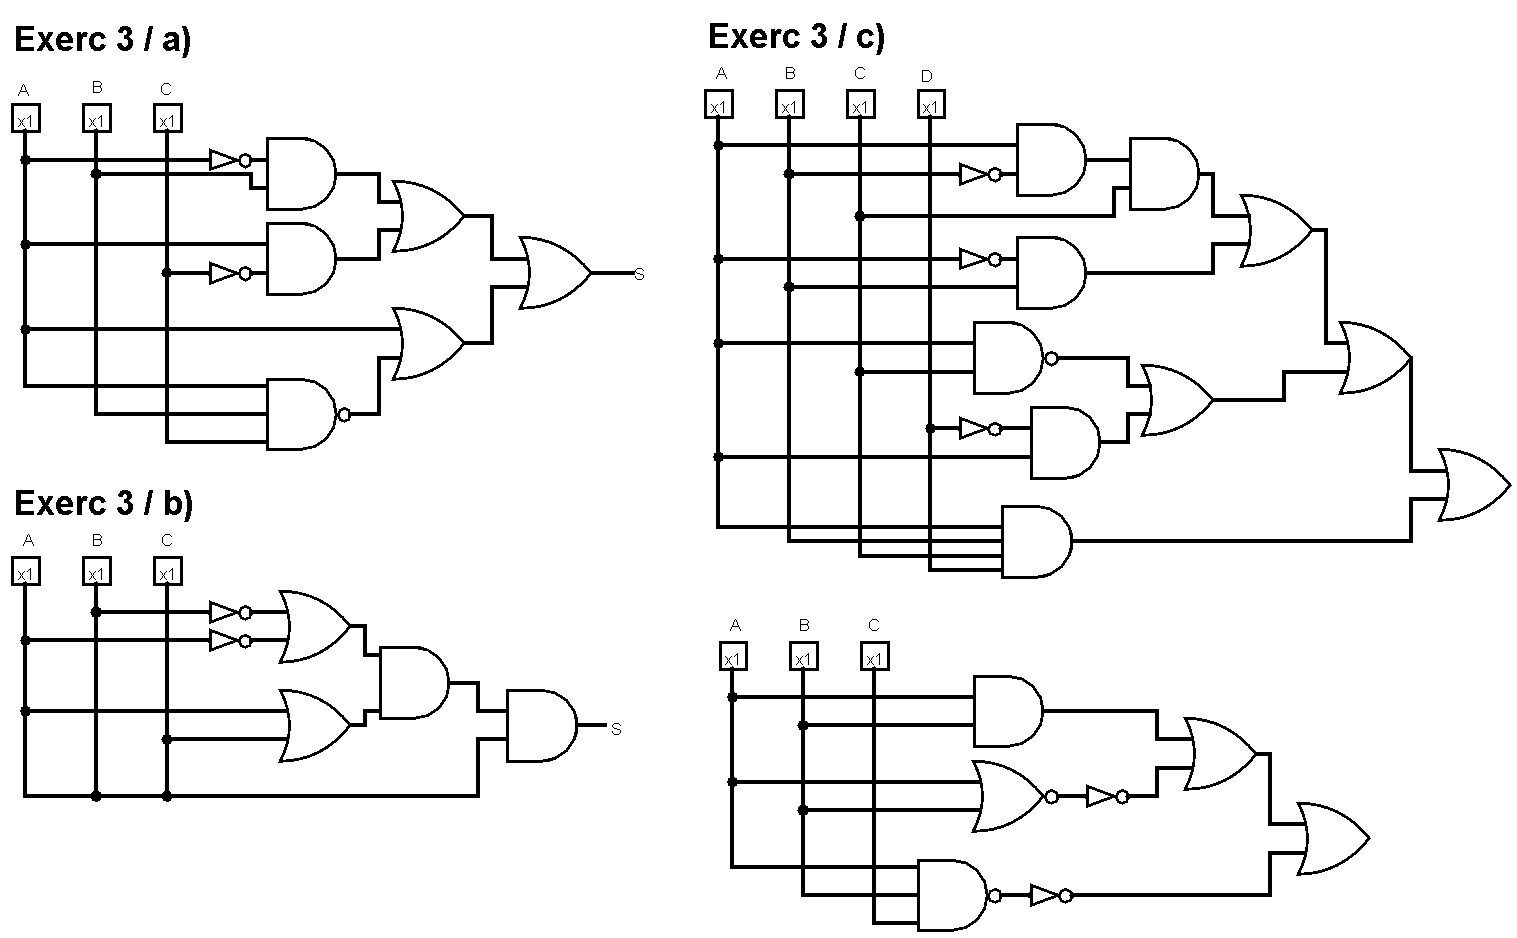 Exerc 3 / a)
A B C
x1 x1 x1
S
Exerc 3 / b)
A B C
x1 x1 x1
S
Exerc 3 / c)
A B C D
x1 x1 x1 x1
A B C
x1 x1 x1